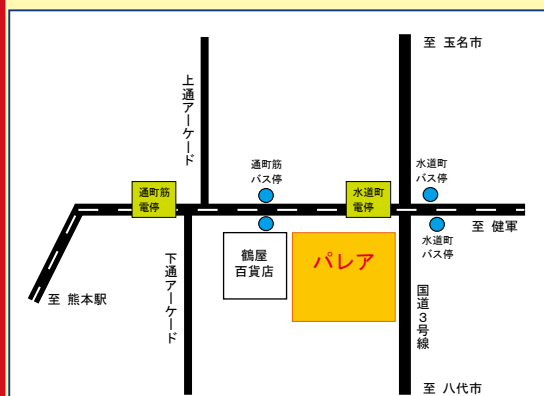 至 玉名市
上通アーケード
通町筋
バス停
水道町
バス停
通町筋
電停
水道町
電停
至 健軍
水道町
バス停
鶴屋
百貨店
パレア
下通アーケード
国道3号線
至 熊本駅
至 八代市